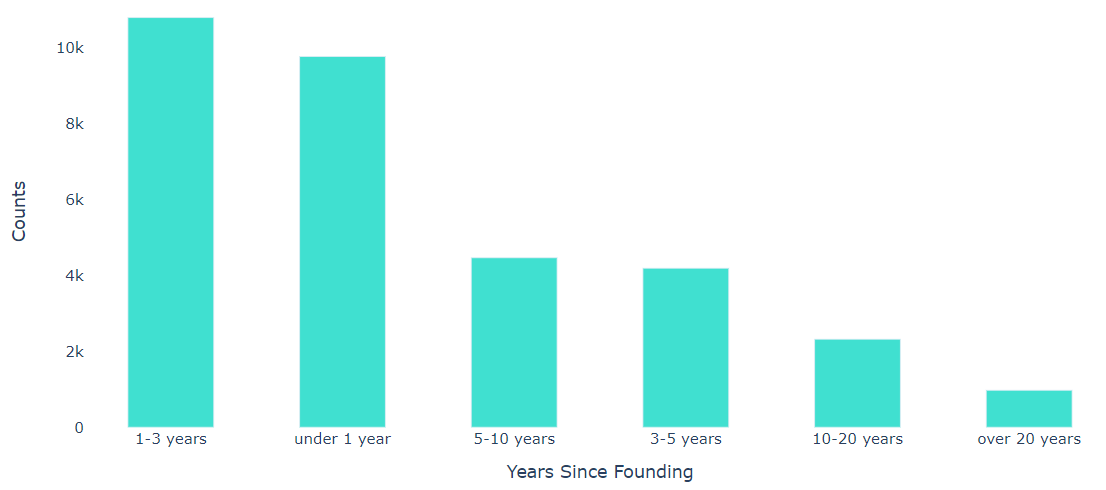 10k
8k
6k
4k
2k
0
Counts
1-3 years
under 1 year
5-10 years
3-5 years
10-20 years
over 20 years
Years Since Founding